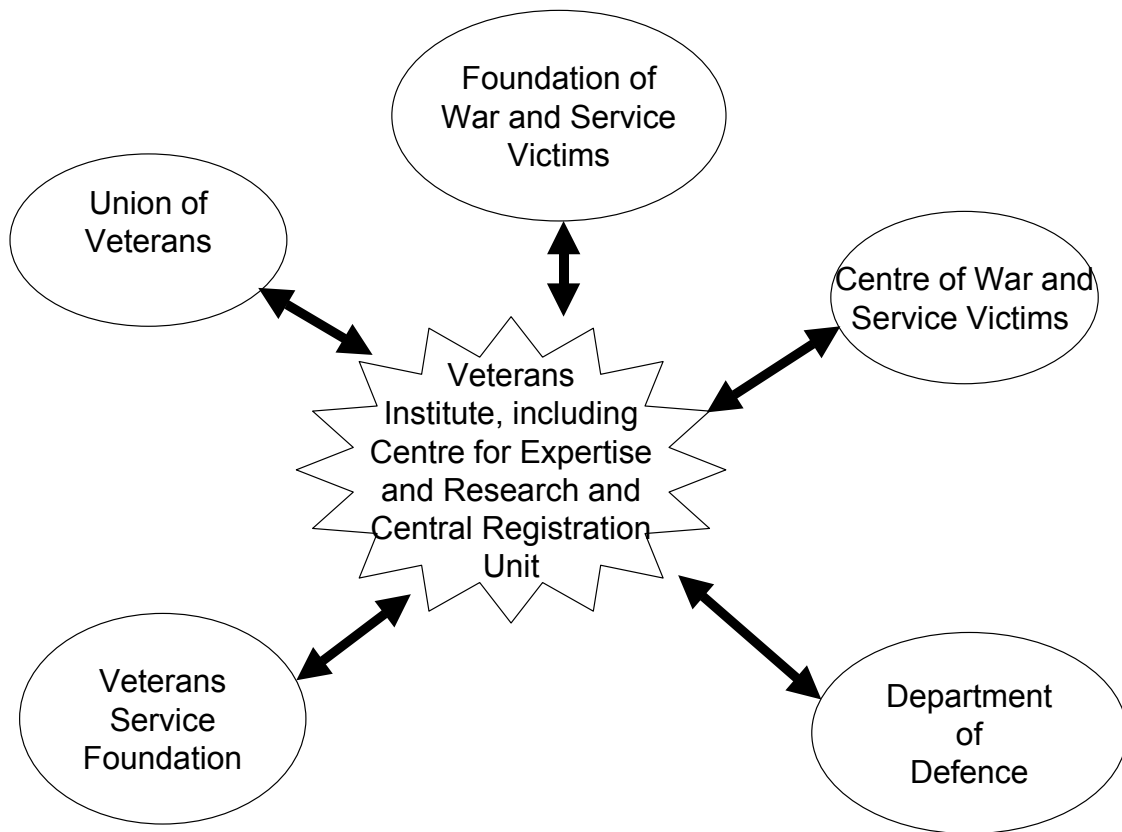 Foundation of
War and Service
Victims
Union of
Veterans
Centre of War and
Service Victims
Veterans
Institute, including
Centre for Expertise
and Research and
Central Registration
Unit
Veterans
Service
Foundation
Department
of
Defence